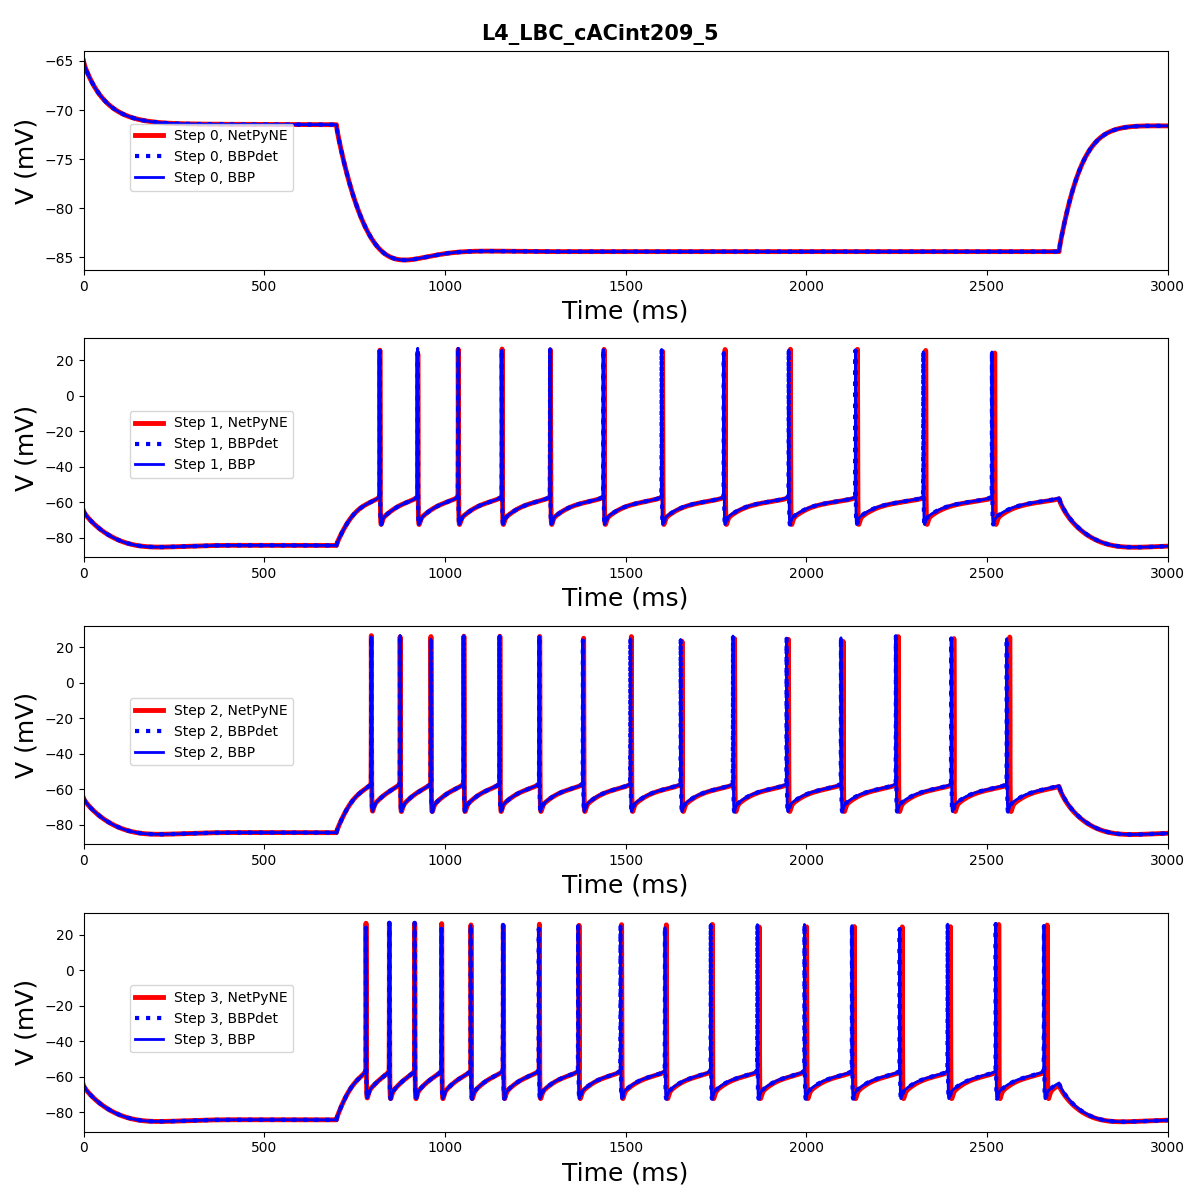 L4_LBC_cACint209_5
−65
−70
−75
−80
−85
V (mV)
Step 0, NetPyNE
Step 0, BBPdet
Step 0, BBP
0 500 1000 1500 2000 2500 3000
Time (ms)
20
0
−20
−40
−60
−80
V (mV)
Step 1, NetPyNE
Step 1, BBPdet
Step 1, BBP
0 500 1000 1500 2000 2500 3000
Time (ms)
20
0
−20
−40
−60
−80
V (mV)
Step 2, NetPyNE
Step 2, BBPdet
Step 2, BBP
0 500 1000 1500 2000 2500 3000
Time (ms)
20
0
−20
−40
−60
−80
V (mV)
Step 3, NetPyNE
Step 3, BBPdet
Step 3, BBP
0 500 1000 1500 2000 2500 3000
Time (ms)